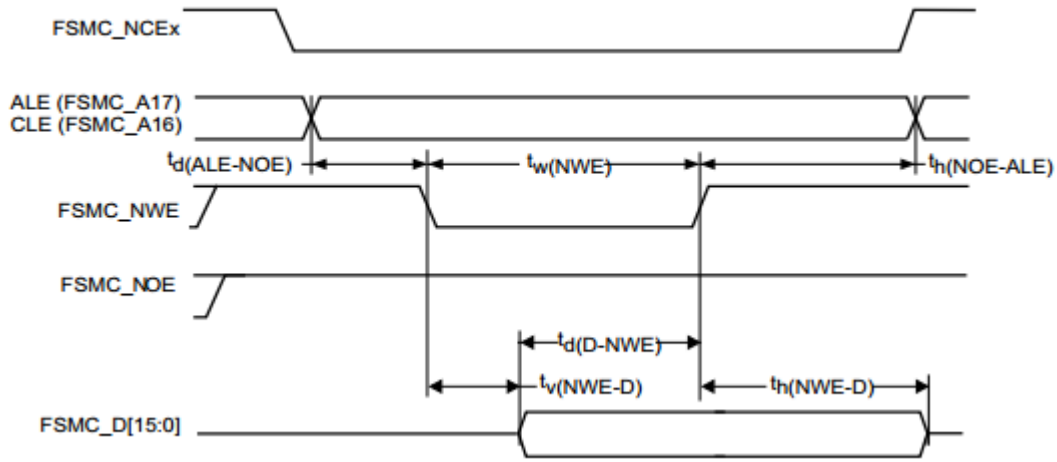 FSMC_NCEx
ALE (FSMC_A17)
CLE (FSMC_A16)
td(ALE-NOE)
tw(NWE)
th(NOE-ALE)
FSMC_NWE
FSMC_NOE
td(D-NWE)
tv(NWE-D)
th(NWE-D)
FSMC_D[15:0]